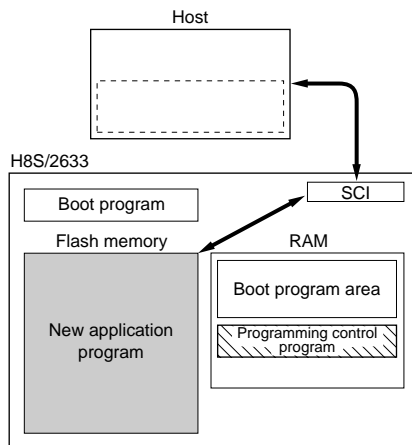 Host
H8S/2633
SCI
Boot program
Flash memory
RAM
Boot program area
New application
program
Programming control
program